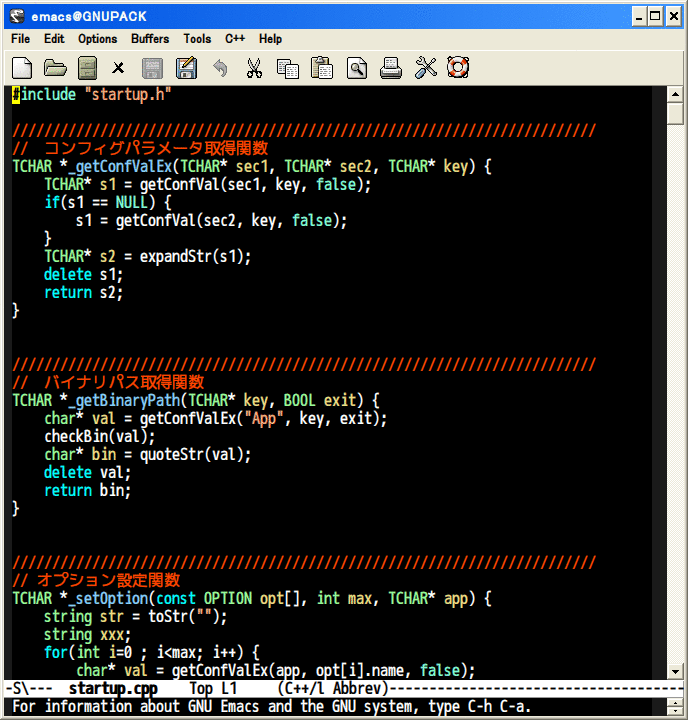 emacs@GNUPACK
File Edit Options Buffers Tools C++ Help
#include "startup.h"
/////////////////////////////////////////////////////////////////////////
//  コンフィグパラメータ取得関数
TCHAR *_getConfValEx(TCHAR* sec1, TCHAR* sec2, TCHAR* key) {
    TCHAR* s1 = getConfVal(sec1, key, false);
    if(s1 == NULL) {
        s1 = getConfVal(sec2, key, false);
    }
    TCHAR* s2 = expandStr(s1);
    delete s1;
    return s2;
}
/////////////////////////////////////////////////////////////////////////
//  バイナリパス取得関数
TCHAR *_getBinaryPath(TCHAR* key, BOOL exit) {
    char* val = getConfValEx("App", key, exit);
    checkBin(val);
    char* bin = quoteStr(val);
    delete val;
    return bin;
}
/////////////////////////////////////////////////////////////////////////
// オプション設定関数
TCHAR *_setOption(const OPTION opt[], int max, TCHAR* app) {
    string str = toStr("");
    string xxx;
    for(int i=0 ; i<max; i++) {
        char* val = getConfValEx(app, opt[i].name, false);
-S\---  startup.cpp    Top L1     (C++/l Abbrev)-------------------------------------
For information about GNU Emacs and the GNU system, type C-h C-a.